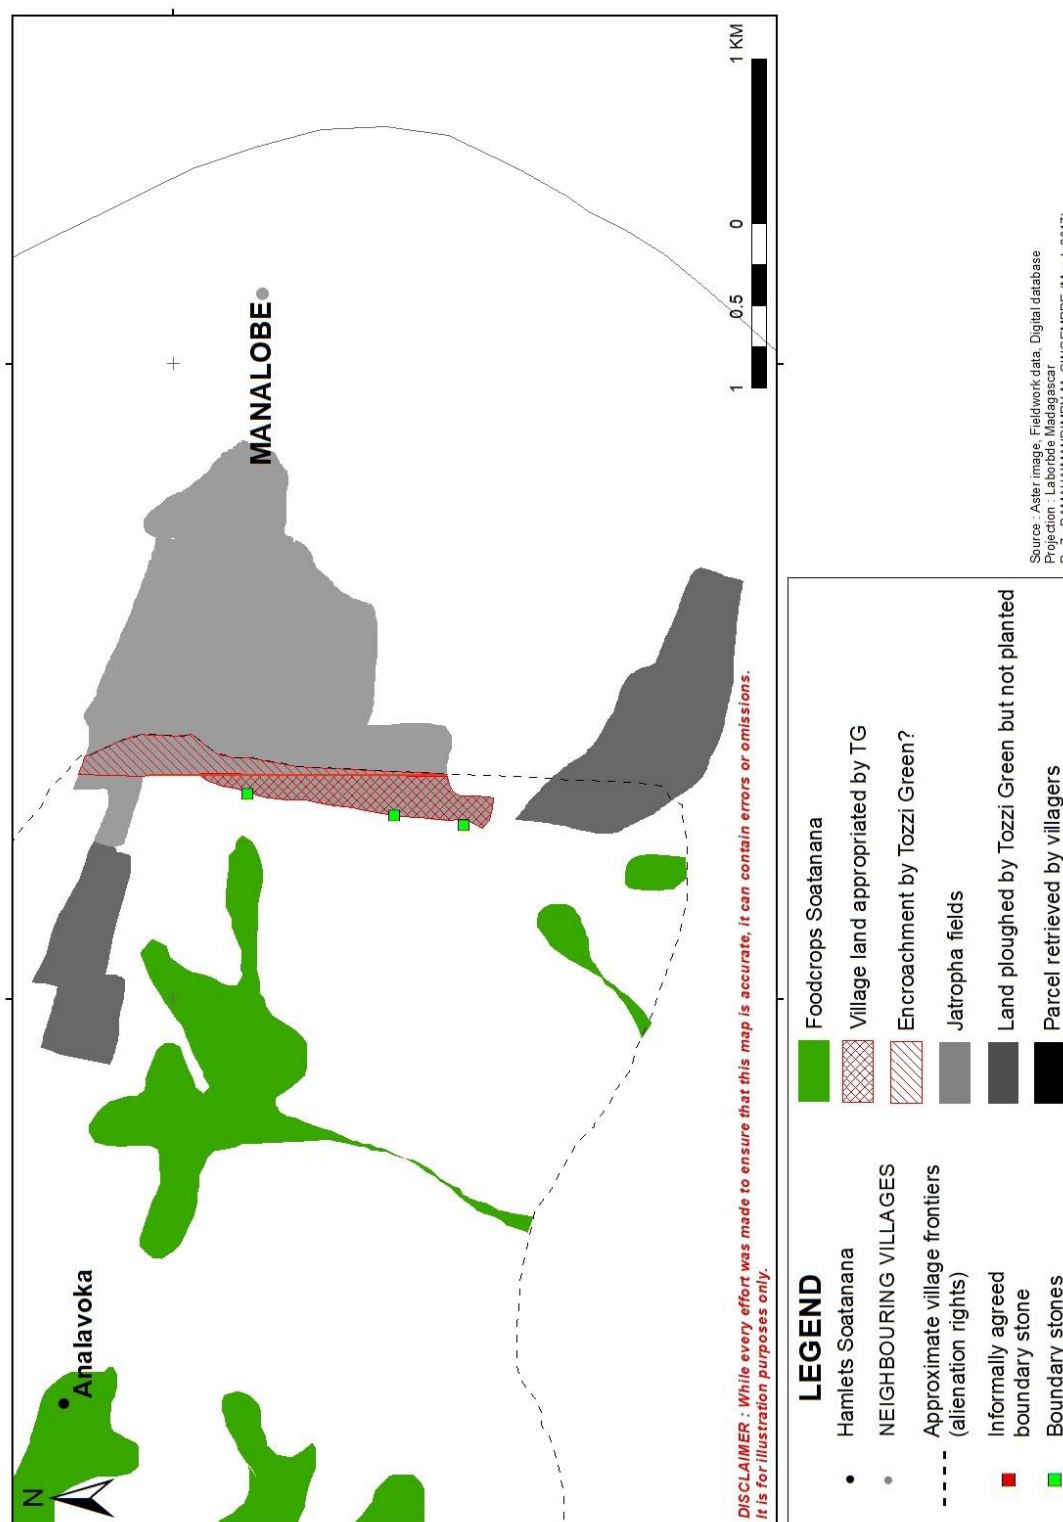 N
Analavoka
MANALOBE
1
0.5
0
1 KM
DISCLAIMER : While every effort was made to ensure that this map is accurate, it can contain errors or omissions.
It is for illustration purposes only.
LEGEND
Hamlets Soatanana
NEIGHBOURING VILLAGES
Approximate village frontiers
(alienation rights)
Informally agreed
boundary stone
Boundary stones
Foodcrops Soatanana
Village land appropriated by TG
Encroachment by Tozzi Green?
Jatropha fields
Land ploughed by Tozzi Green but not planted
Parcel retrieved by villagers
Source : Aster image, Fieldwork data, Digital database
Projection : Laborbde Madagascar